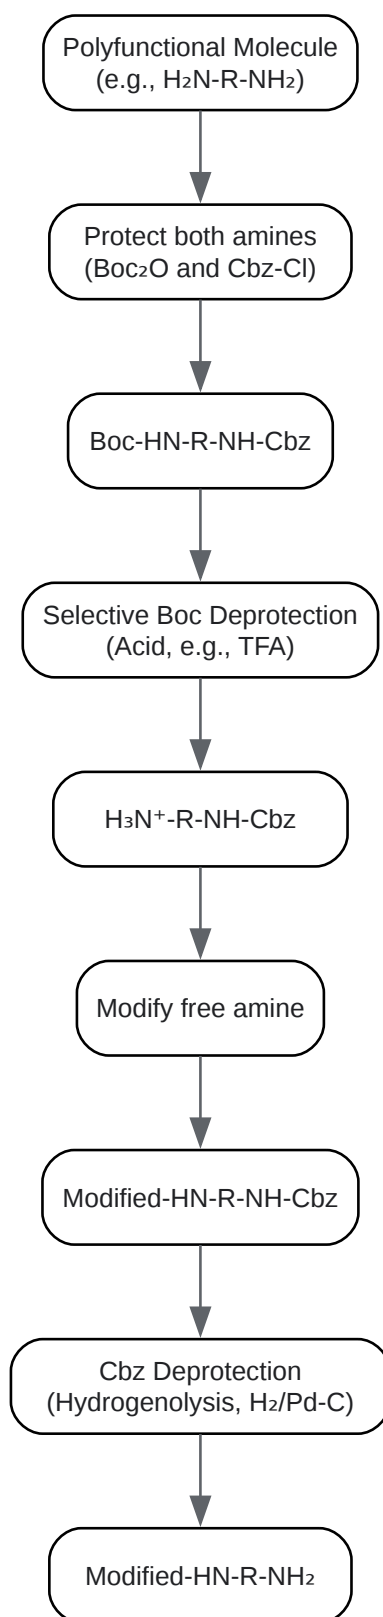 Polyfunctional Molecule
(e.g., H₂N-R-NH₂)
Protect both amines
(Boc₂O and Cbz-Cl)
Boc-HN-R-NH-Cbz
Selective Boc Deprotection
(Acid, e.g., TFA)
H₃N⁺-R-NH-Cbz
Modify free amine
Modified-HN-R-NH-Cbz
Cbz Deprotection
(Hydrogenolysis, H₂/Pd-C)
Modified-HN-R-NH₂